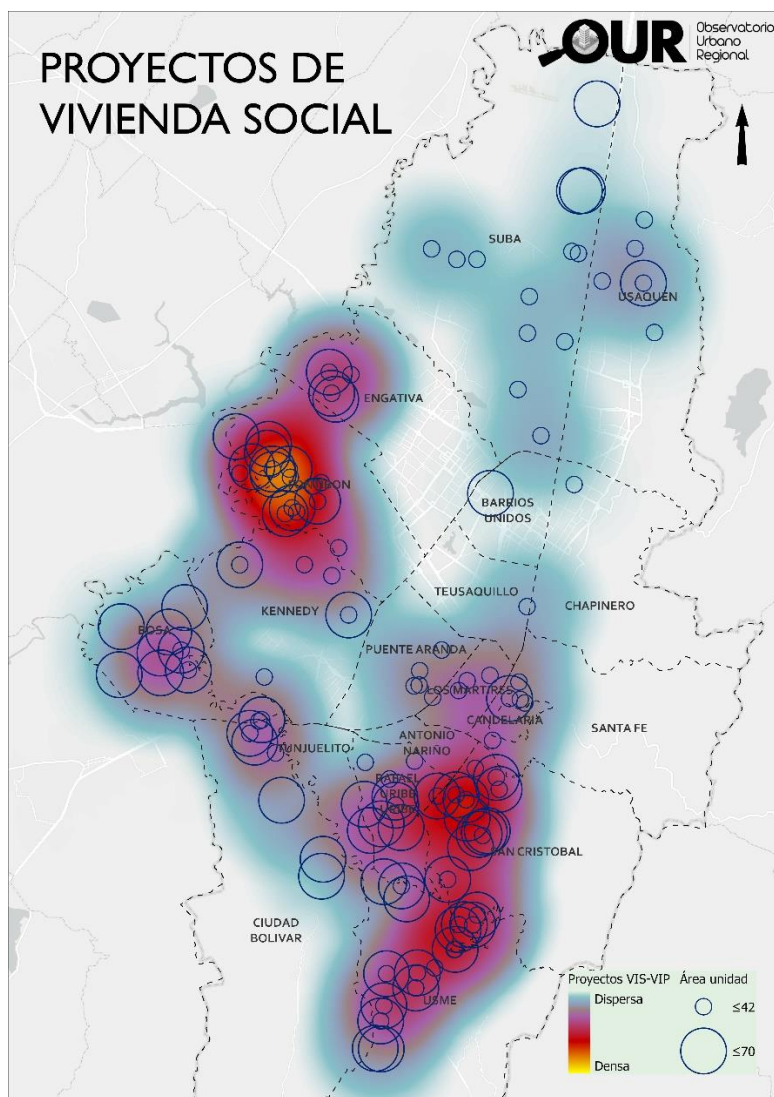 PROYECTOS DE
VIVIENDA SOCIAL
OUR
Observatorio
Urbano
Regional
SUBA
USAQUÉN
ENGATIVA
BARRIOS
UNIDOS
TEUSAQUILLO
CHAPINERO
KENNEDY
BOSA
PUENTE ARANDA
LOS MARTIRES
CANDELARIA
SANTA FE
ANTONIO
NARIÑO
TUNJUELITO
RAFAEL
URIBE
SAN CRISTOBAL
CIUDAD
BOLIVAR
USME
Proyectos VIS-VIP
Área unidad
Dispersa
Densa
≤42
≤70